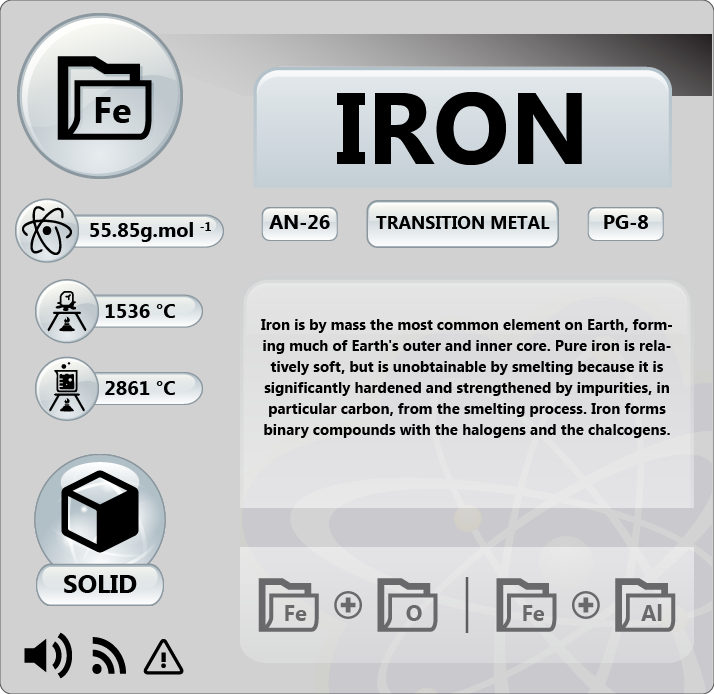 Fe
IRON
55.85g.mol -1
AN-26
TRANSITION METAL
PG-8
1536 °C
2861 °C
Iron is by mass the most common element on Earth, form-
ing much of Earth's outer and inner core. Pure iron is rela-
tively soft, but is unobtainable by smelting because it is
significantly hardened and strengthened by impurities, in
particular carbon, from the smelting process. Iron forms
binary compounds with the halogens and the chalcogens.
SOLID
Fe + O | Fe + Al